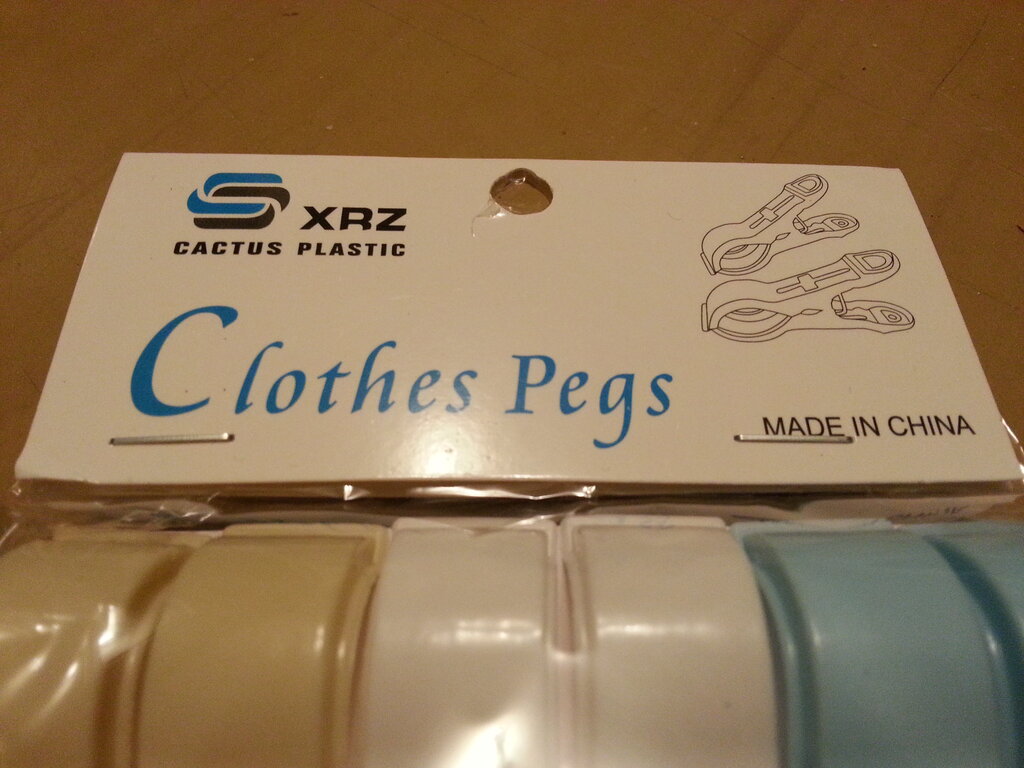 XRZ
CACTUS PLASTIC
Clothes Pegs
MADE IN CHINA